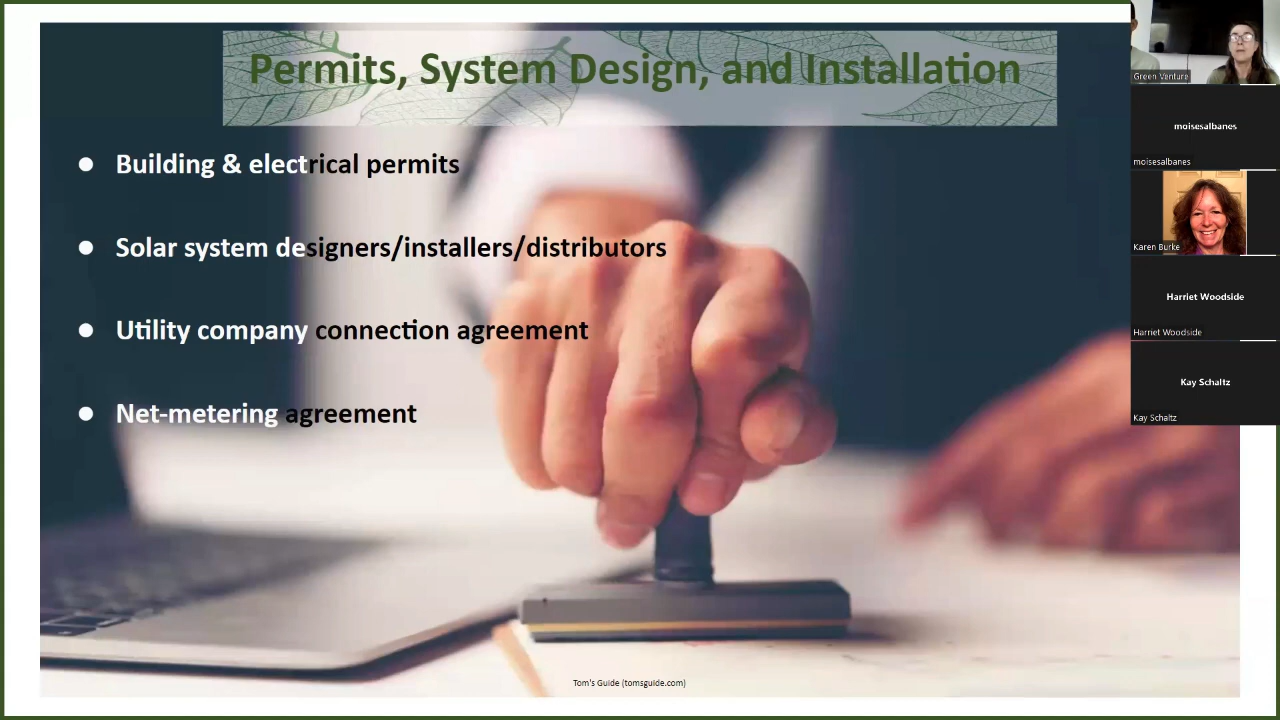 Permits, System Design, and Installation
● Building & electrical permits
● Solar system designers/installers/distributors
● Utility company connection agreement
● Net-metering agreement
Tom's Guide (tomsguide.com)
Green Venture
moisesalbanes
moisesalbanes
Karen Burke
Harriet Woodside
Harriet Woodside
Kay Schaltz
Kay Schaltz